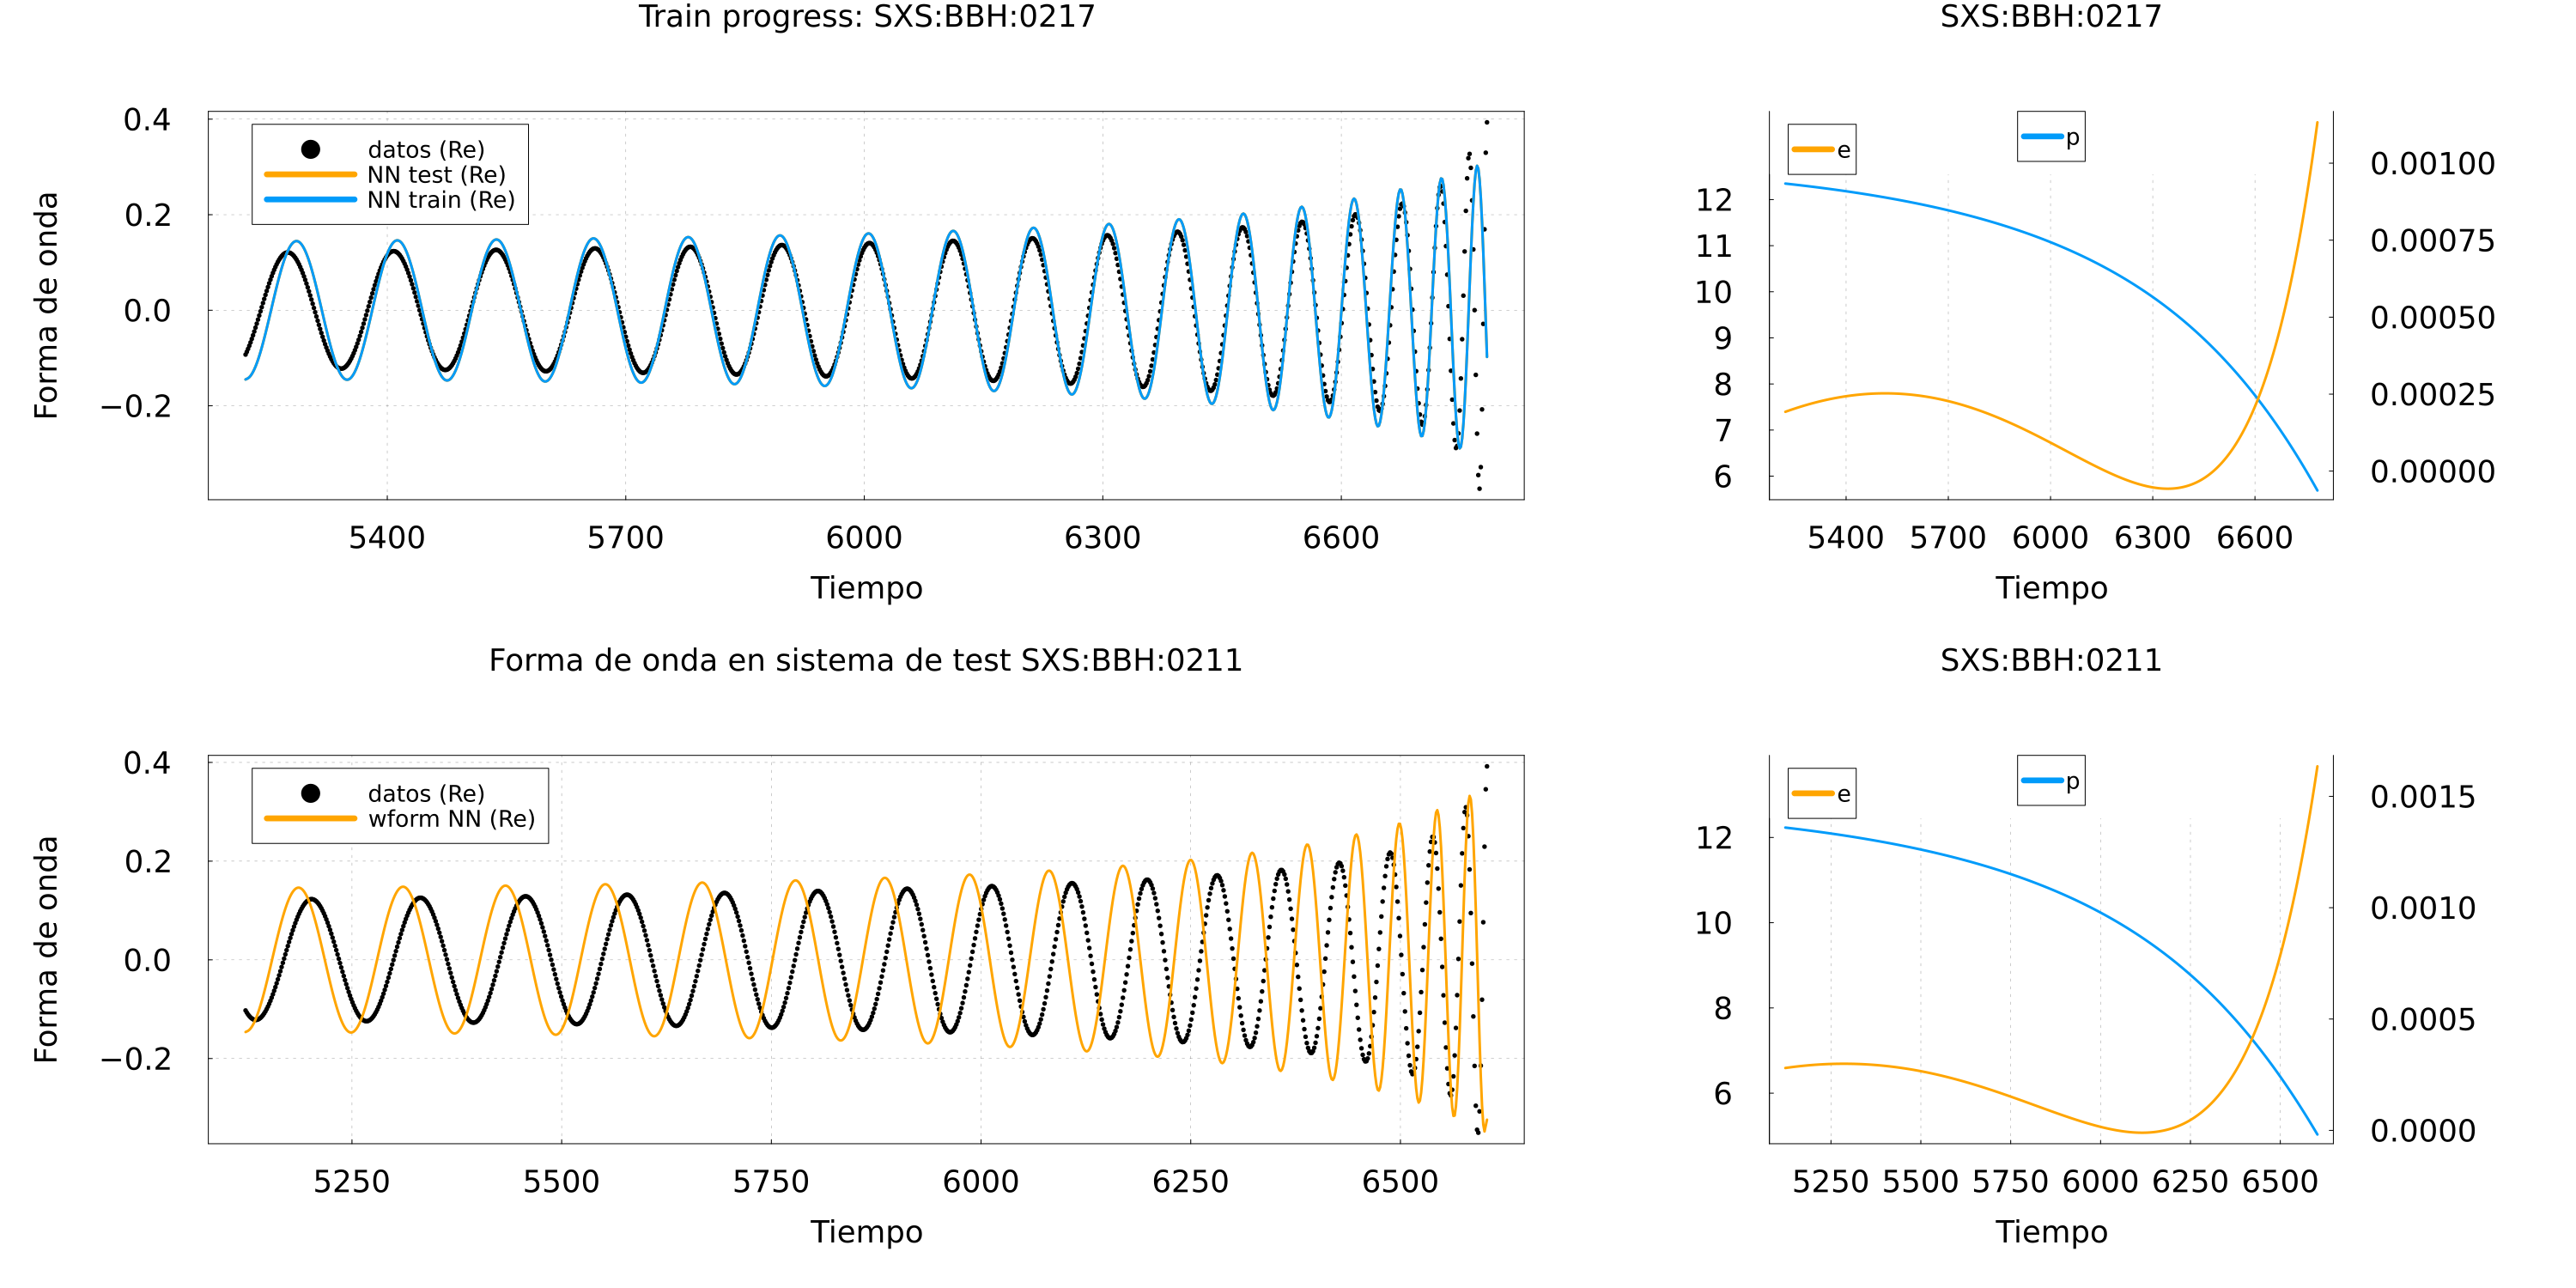 Train progress: SXS:BBH:0217
Forma de onda
0.4
0.2
0.0
−0.2
datos (Re)
NN test (Re)
NN train (Re)
5400 5700 6000 6300 6600
Tiempo
SXS:BBH:0217
e
p
12
11
10
9
8
7
6
0.00100
0.00075
0.00050
0.00025
0.00000
5400 5700 6000 6300 6600
Tiempo
Forma de onda en sistema de test SXS:BBH:0211
Forma de onda
0.4
0.2
0.0
−0.2
datos (Re)
wform NN (Re)
5250 5500 5750 6000 6250 6500
Tiempo
SXS:BBH:0211
e
p
12
10
8
6
0.0015
0.0010
0.0005
0.0000
5250 5500 5750 6000 6250 6500
Tiempo